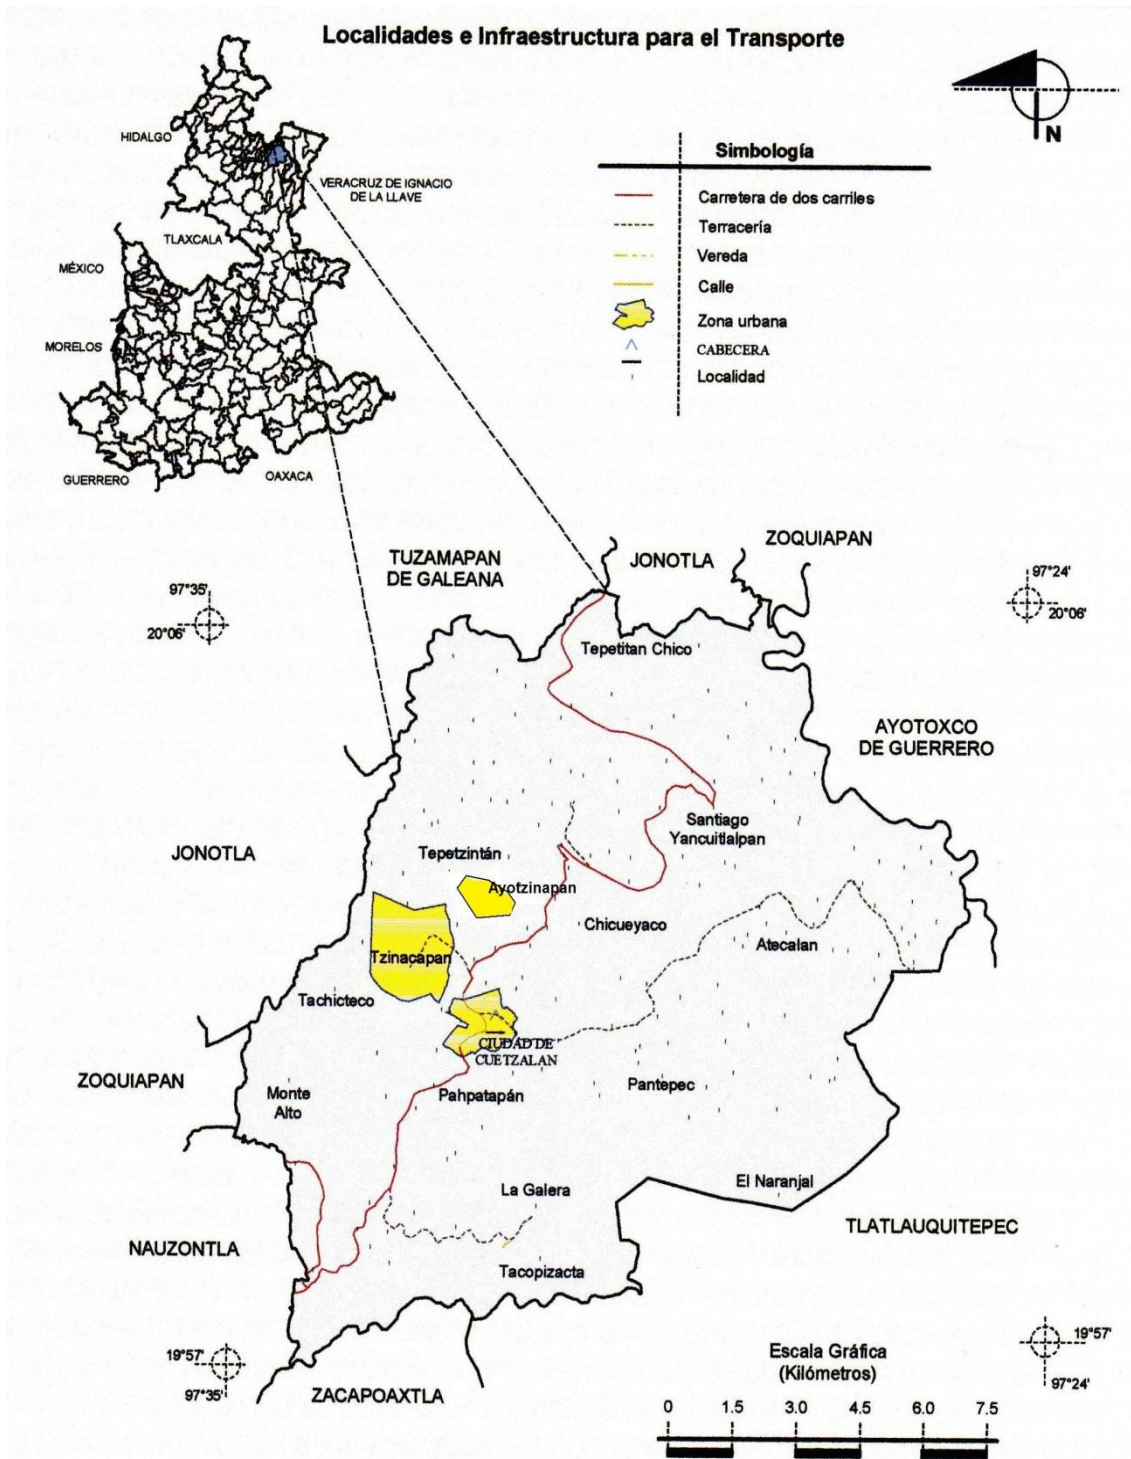 Localidades e Infraestructura para el Transporte
N
HIDALGO
VERACRUZ DE IGNACIO
DE LA LLAVE
TLAXCALA
MÉXICO
MORELOS
GUERRERO
OAXACA
Simbología
Carretera de dos carriles
Terracería
Vereda
Calle
Zona urbana
CABECERA
Localidad
TUZAMAPAN
DE GALEANA
JONOTLA
ZOQUIAPAN
97°35'
20°06'
97°24'
20°06'
Tepetitan Chico
AYOTOXCO
DE GUERRERO
Santiago
Yancuitlalpan
JONOTLA
Tepetzintán
Ayotzinapan
Chicueyaco
Atecalan
Tzinacapan
Tachicteco
CIUDAD DE
CUETZALAN
ZOQUIAPAN
Monte
Alto
Pahpatapán
Pantepec
La Galera
El Naranjal
TLATLAUQUITEPEC
NAUZONTLA
Tacopizacta
19°57'
97°35'
ZACAPOAXTLA
19°57'
97°24'
Escala Gráfica
(Kilómetros)
0 1.5 3.0 4.5 6.0 7.5